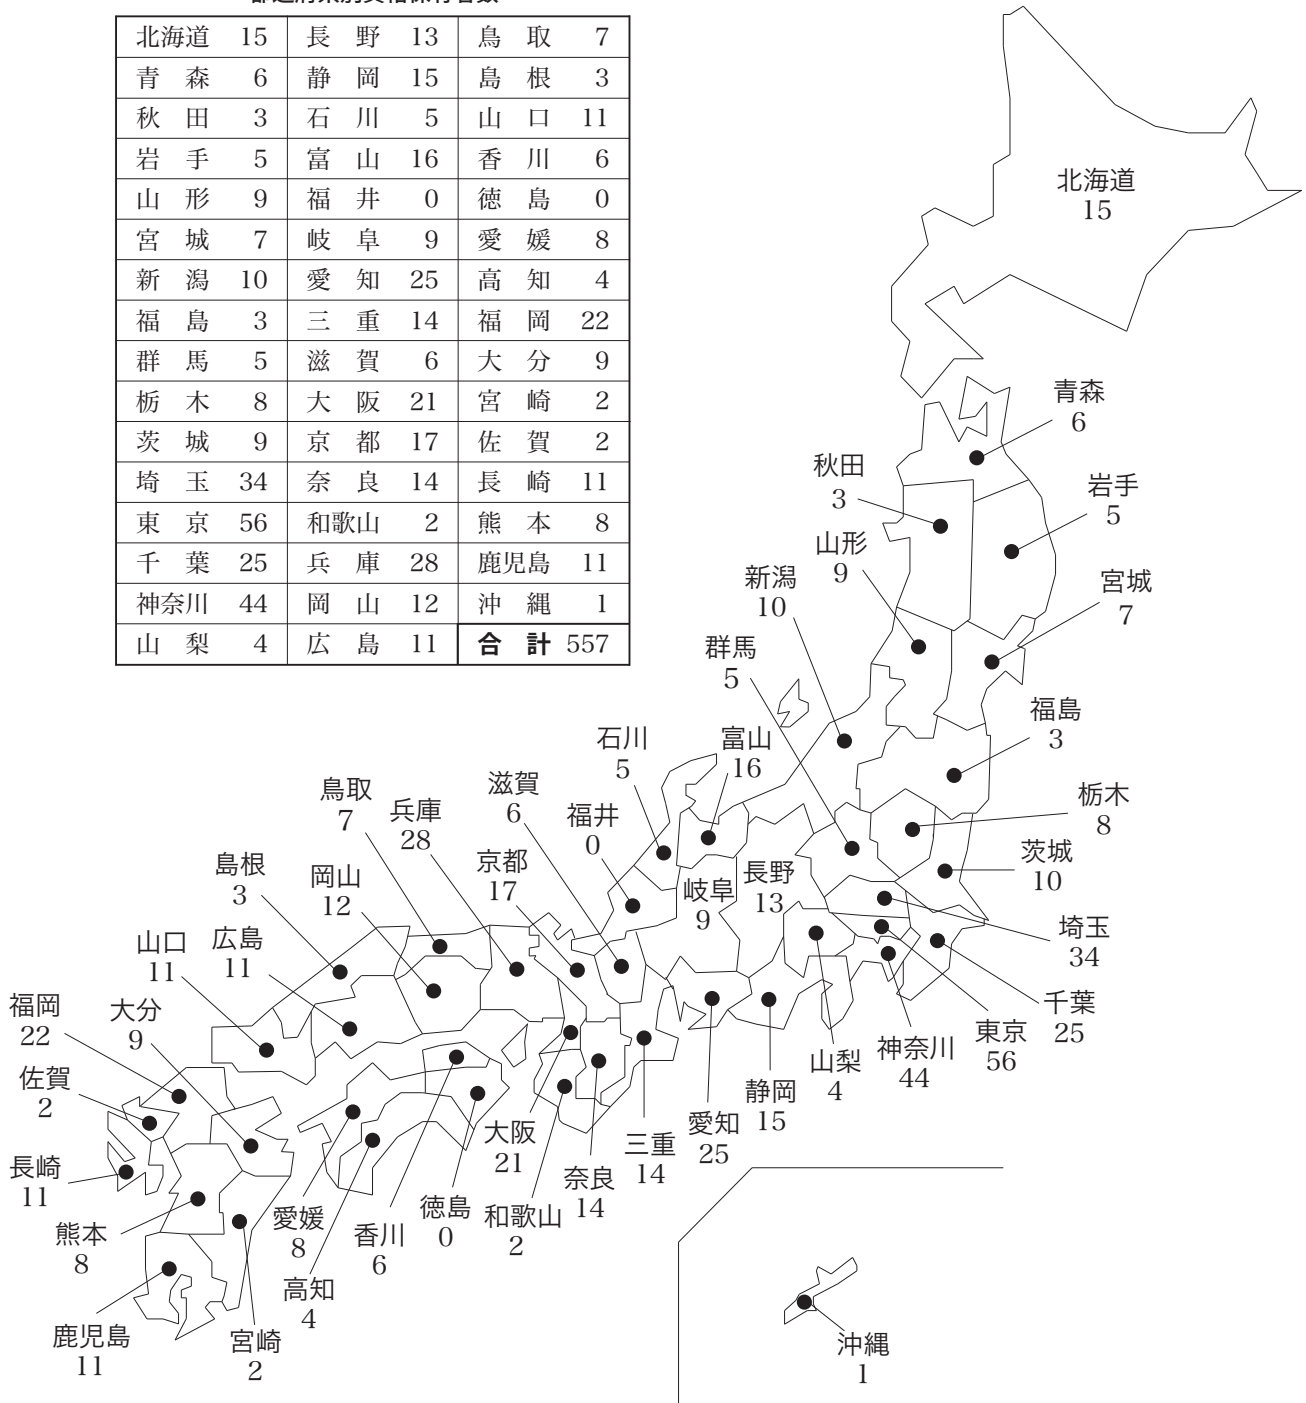 都道府県別資格保有者数
北海道 15 長野 13 鳥取 7
青森 6 静岡 15 島根 3
秋田 3 石川 5 山口 11
岩手 5 富山 16 香川 6
山形 9 福井 0 徳島 0
宮城 7 岐阜 9 愛媛 8
新潟 10 愛知 25 高知 4
福島 3 三重 14 福岡 22
群馬 5 滋賀 6 大分 9
栃木 8 大阪 21 宮崎 2
茨城 9 京都 17 佐賀 2
埼玉 34 奈良 14 長崎 11
東京 56 和歌山 2 熊本 8
千葉 25 兵庫 28 鹿児島 11
神奈川 44 岡山 12 沖縄 1
山梨 4 広島 11 合計 557
北海道
15
青森
6
秋田
3
岩手
5
山形
9
宮城
7
新潟
10
群馬
5
福島
3
石川
5
富山
16
栃木
8
滋賀
6
福井
0
鳥取
7
兵庫
28
茨城
10
京都
17
長野
13
岐阜
9
島根
3
岡山
12
埼玉
34
山口
11
広島
11
千葉
25
福岡
22
大分
9
東京
56
神奈川
44
山梨
4
佐賀
2
静岡
15
愛知
25
大阪
21
三重
14
長崎
11
奈良
14
徳島
0
和歌山
2
愛媛
8
香川
6
熊本
8
高知
4
鹿児島
11
宮崎
2
沖縄
1